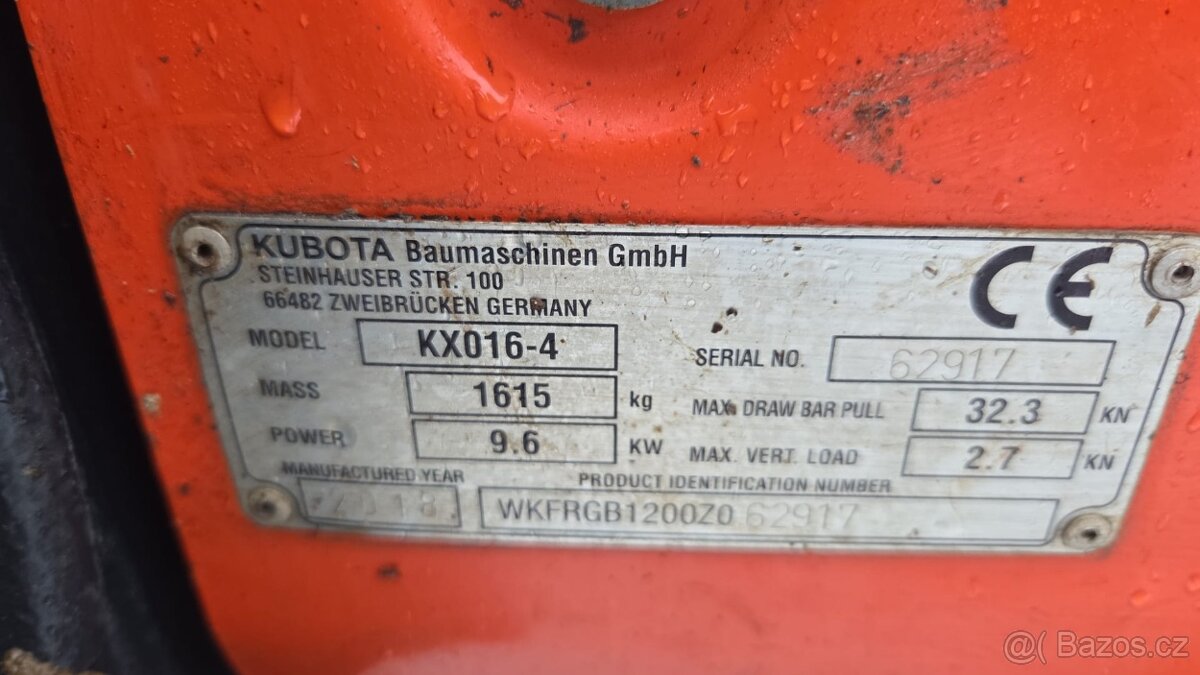 KUBOTA Baumaschinen GmbH
STEINHAUSER STR. 100
66482 ZWEIBRÜCKEN GERMANY
CE
MODEL KX016-4
SERIAL NO. 62917
MASS 1615 kg
MAX. DRAW BAR PULL 32.3 KN
POWER 9.6 KW
MAX. VERT. LOAD 2.7 KN
MANUFACTURED YEAR
PRODUCT IDENTIFICATION NUMBER
2018
WKFRGB1200Z062917
@ Bazos.cz